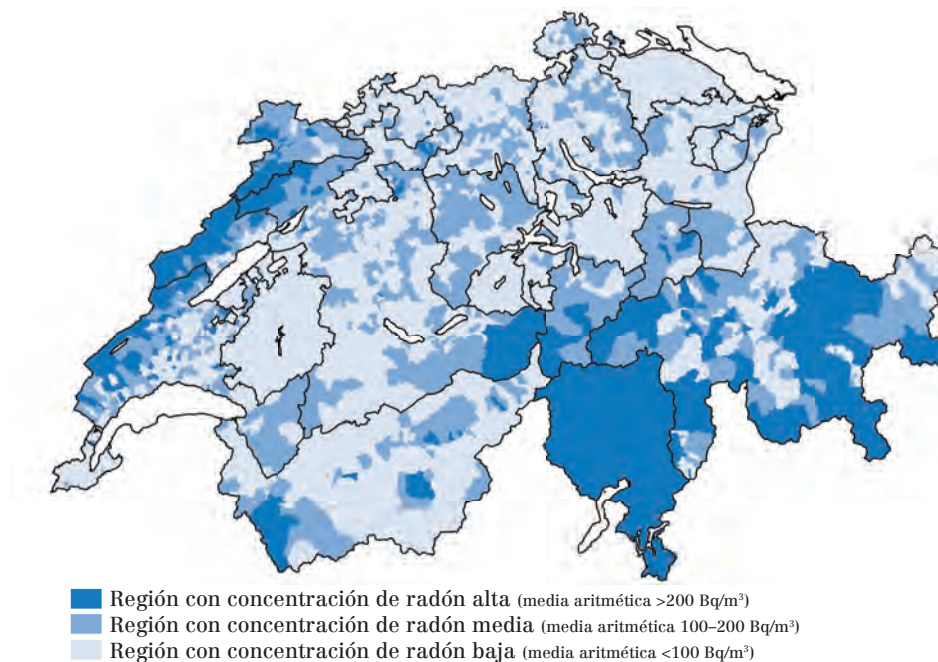 Región con concentración de radón alta (media aritmética >200 Bq/m³)
Región con concentración de radón media (media aritmética 100–200 Bq/m³)
Región con concentración de radón baja (media aritmética <100 Bq/m³)